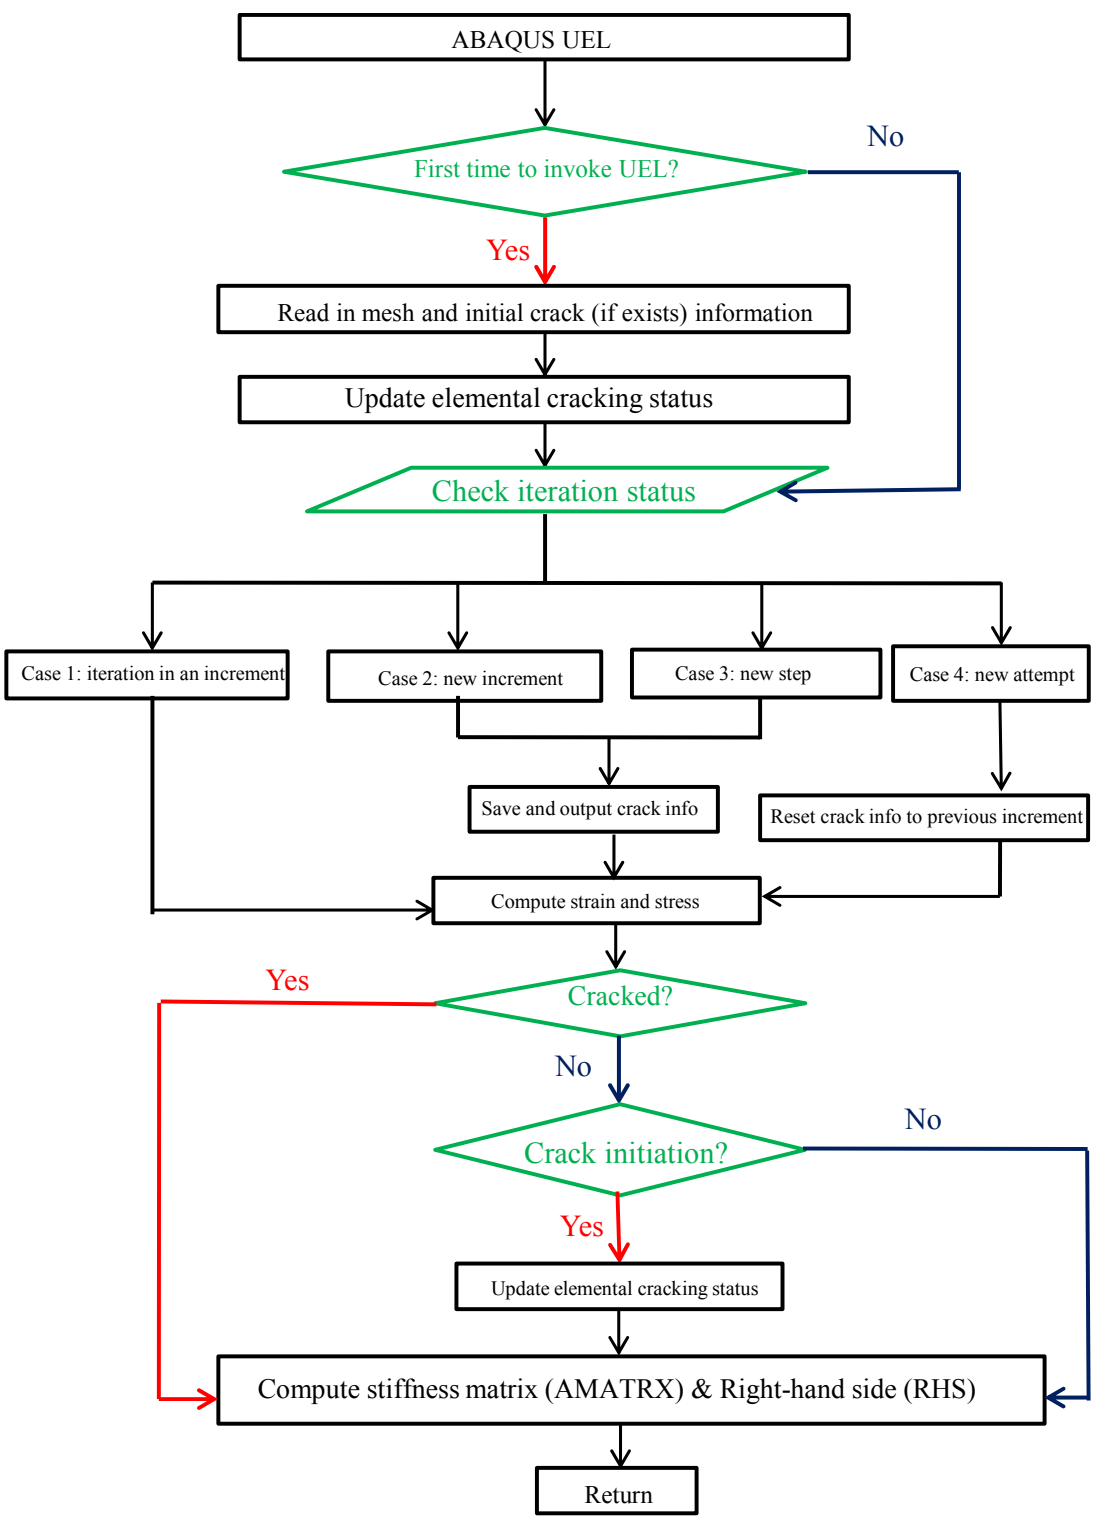 ABAQUS UEL
No
First time to invoke UEL?
Yes
Read in mesh and initial crack (if exists) information
Update elemental cracking status
Check iteration status
Case 1: iteration in an increment
Case 2: new increment
Case 3: new step
Case 4: new attempt
Save and output crack info
Reset crack info to previous increment
Compute strain and stress
Yes
Cracked?
No
No
Crack initiation?
Yes
Update elemental cracking status
Compute stiffness matrix (AMATRX) & Right-hand side (RHS)
Return